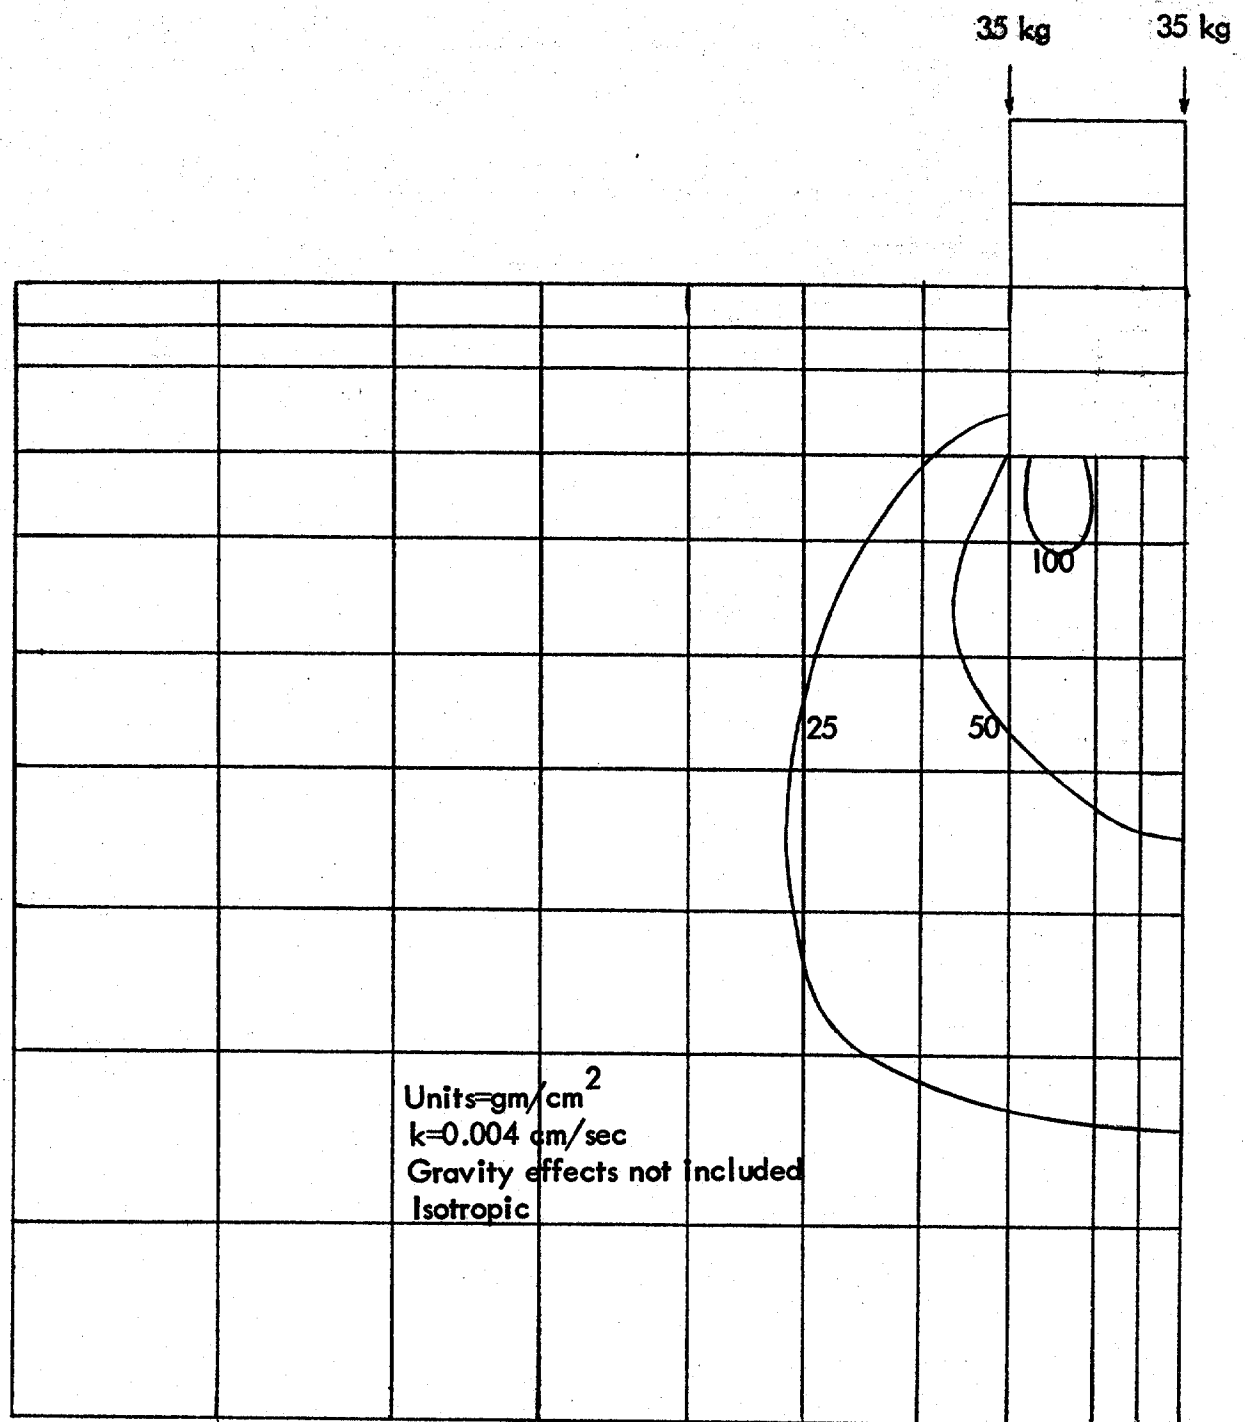 35 kg 35 kg
100
25 50
Units=gm/cm²
k=0.004 cm/sec
Gravity effects not included
Isotropic